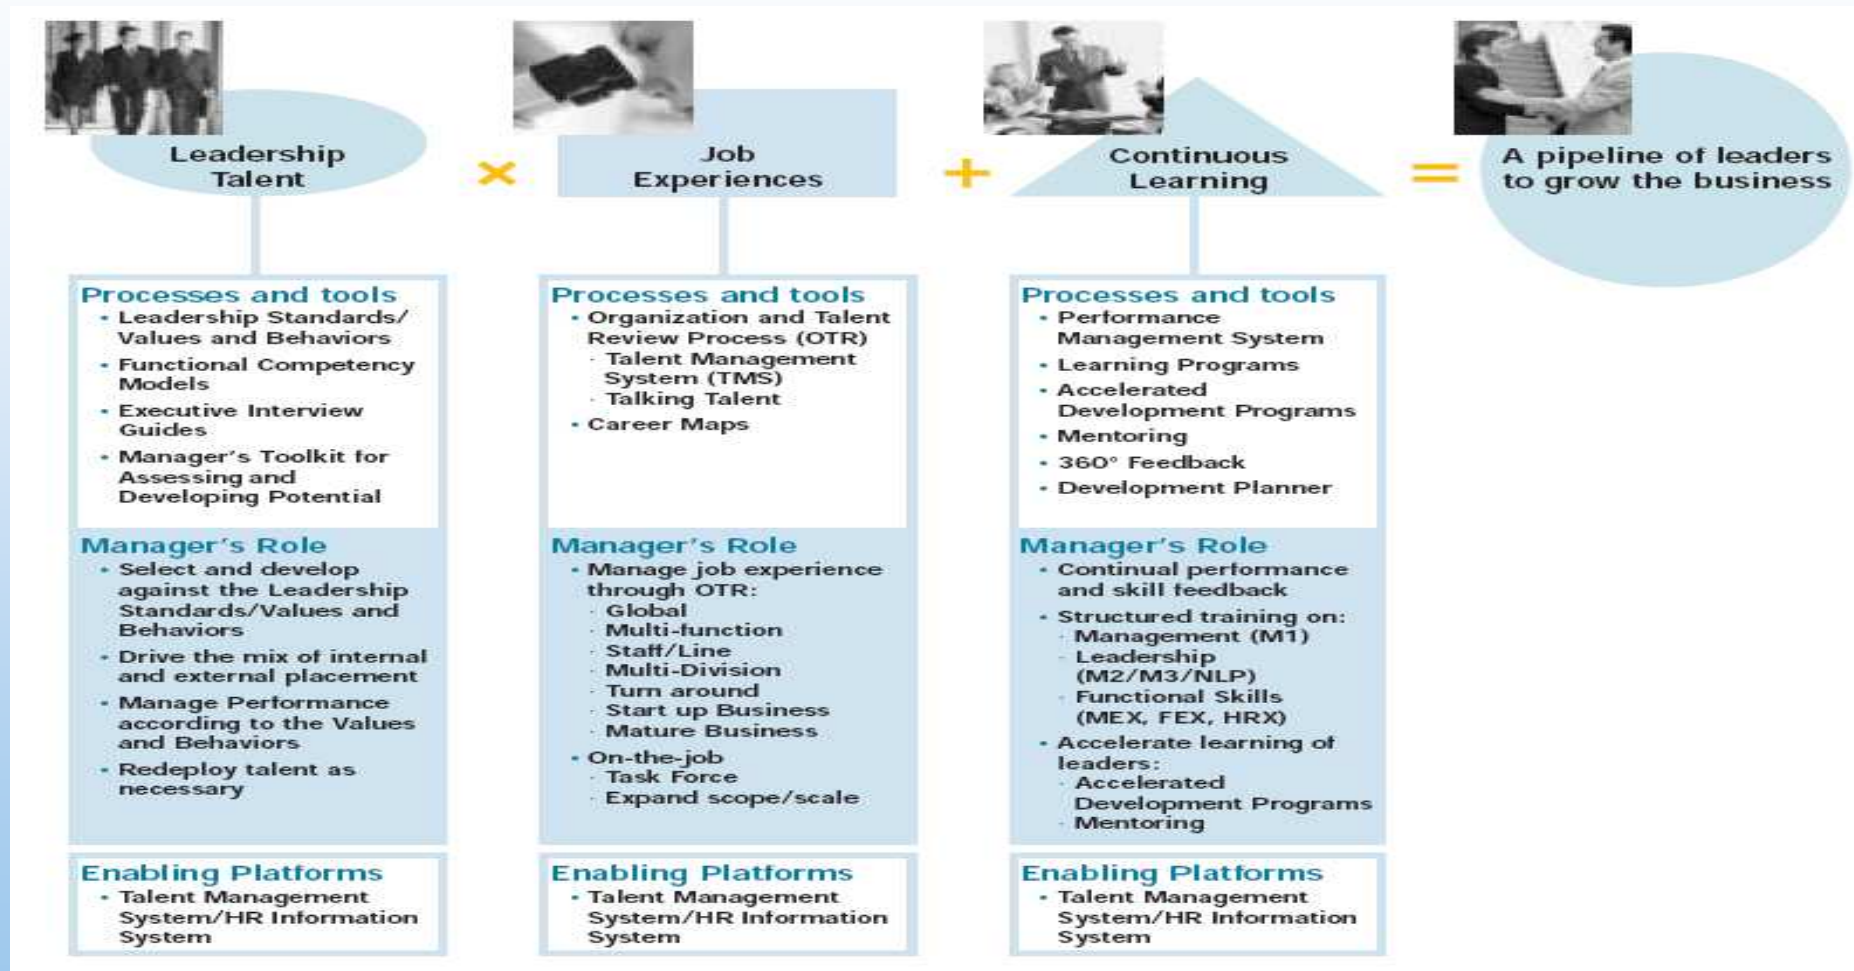 Leadership
Talent
×
Job
Experiences
+
Continuous
Learning
=
A pipeline of leaders
to grow the business
Processes and tools
• Leadership Standards/
Values and Behaviors
• Functional Competency
Models
• Executive Interview
Guides
• Manager's Toolkit for
Assessing and
Developing Potential
Manager's Role
• Select and develop
against the Leadership
Standards/Values and
Behaviors
• Drive the mix of internal
and external placement
• Manage Performance
according to the Values
and Behaviors
• Redeploy talent as
necessary
Enabling Platforms
• Talent Management
System/HR Information
System
Processes and tools
• Organization and Talent
Review Process (OTR)
· Talent Management
System (TMS)
· Talking Talent
• Career Maps
Manager's Role
• Manage job experience
through OTR:
· Global
· Multi-function
· Staff/Line
· Multi-Division
· Turn around
· Start up Business
· Mature Business
• On-the-job
· Task Force
· Expand scope/scale
Enabling Platforms
• Talent Management
System/HR Information
System
Processes and tools
• Performance
Management System
• Learning Programs
• Accelerated
Development Programs
• Mentoring
• 360° Feedback
• Development Planner
Manager's Role
• Continual performance
and skill feedback
• Structured training on:
· Management (M1)
· Leadership
(M2/M3/NLP)
· Functional Skills
(MEX, FEX, HRX)
• Accelerate learning of
leaders:
· Accelerated
Development Programs
· Mentoring
Enabling Platforms
• Talent Management
System/HR Information
System